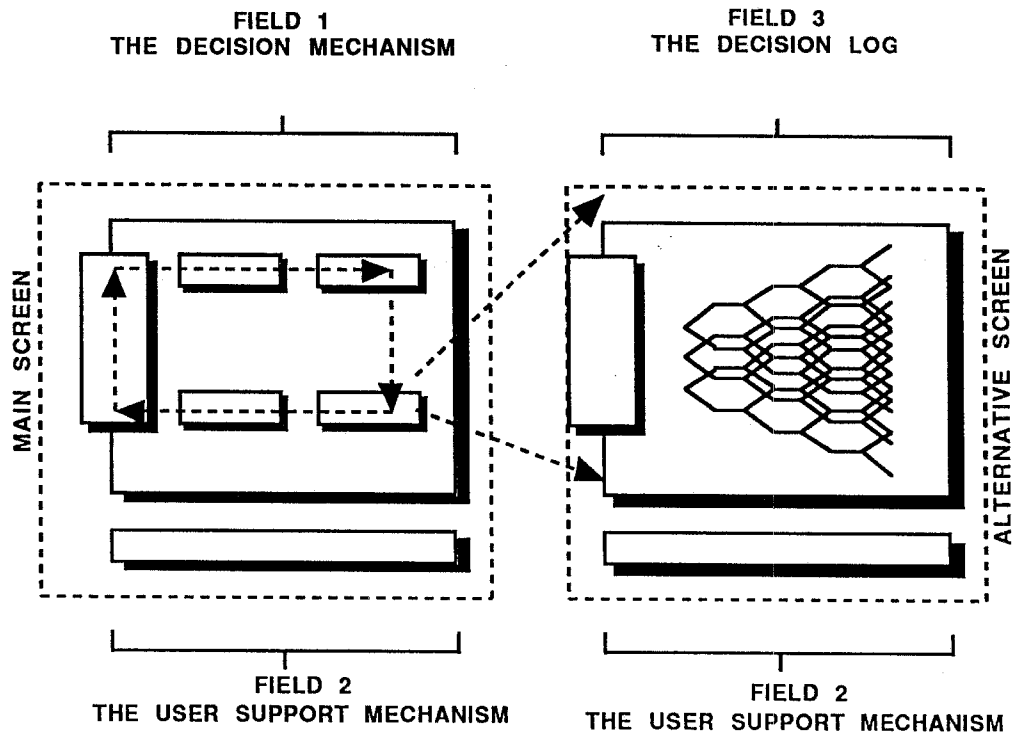 FIELD 1
THE DECISION MECHANISM
FIELD 3
THE DECISION LOG
MAIN SCREEN
ALTERNATIVE SCREEN
FIELD 2
THE USER SUPPORT MECHANISM
FIELD 2
THE USER SUPPORT MECHANISM